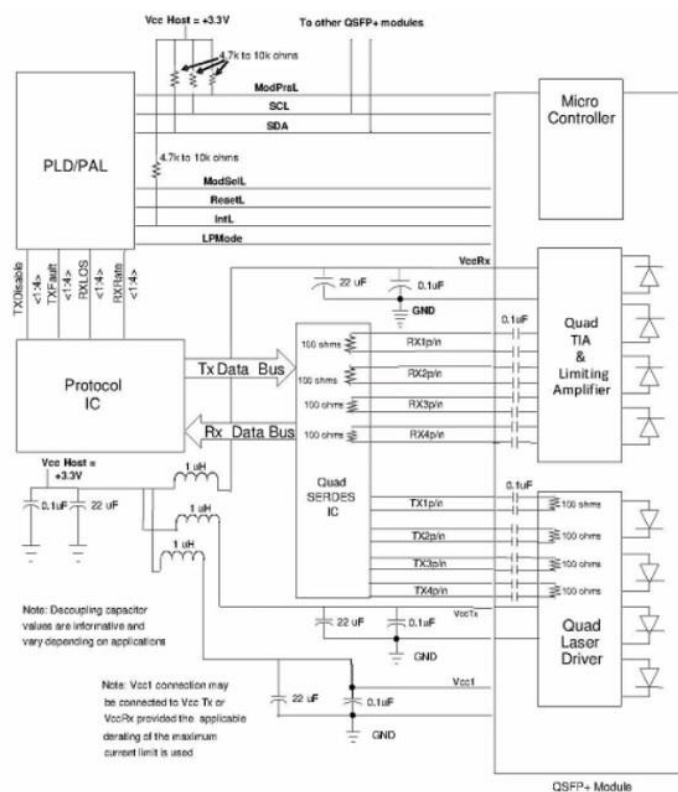 Vcc Host = +3.3V
To other QSFP+ modules
4.7k to 10k ohms
ModPrsL
SCL
SDA
Micro
Controller
PLD/PAL
4.7k to 10k ohms
ModSelL
ResetL
IntL
LPMode
TXDisable
<1:4>
TXFault
<1:4>
RXLOS
<1:4>
RXRate
<1:4>
VccRx
22 uF
0.1uF
GND
Protocol
IC
Tx Data Bus
Rx Data Bus
100 ohms
RX1p/n
100 ohms
RX2p/n
100 ohms
RX3p/n
100 ohms
RX4p/n
0.1uF
Quad
TIA
&
Limiting
Amplifier
Quad
SERDES
IC
Vcc Host =
+3.3V
0.1uF
22 uF
1 uH
1 uH
1 uH
TX1p/n
TX2p/n
TX3p/n
TX4p/n
0.1uF
100 ohms
100 ohms
100 ohms
100 ohms
Quad
Laser
Driver
VccTx
22 uF
0.1uF
GND
Note: Decoupling capacitor
values are informative and
vary depending on applications
Vcc1
22 uF
0.1uF
GND
Note: Vcc1 connection may
be connected to Vcc Tx or
VccRx provided the applicable
derating of the maximum
current limit is used
QSFP+ Module